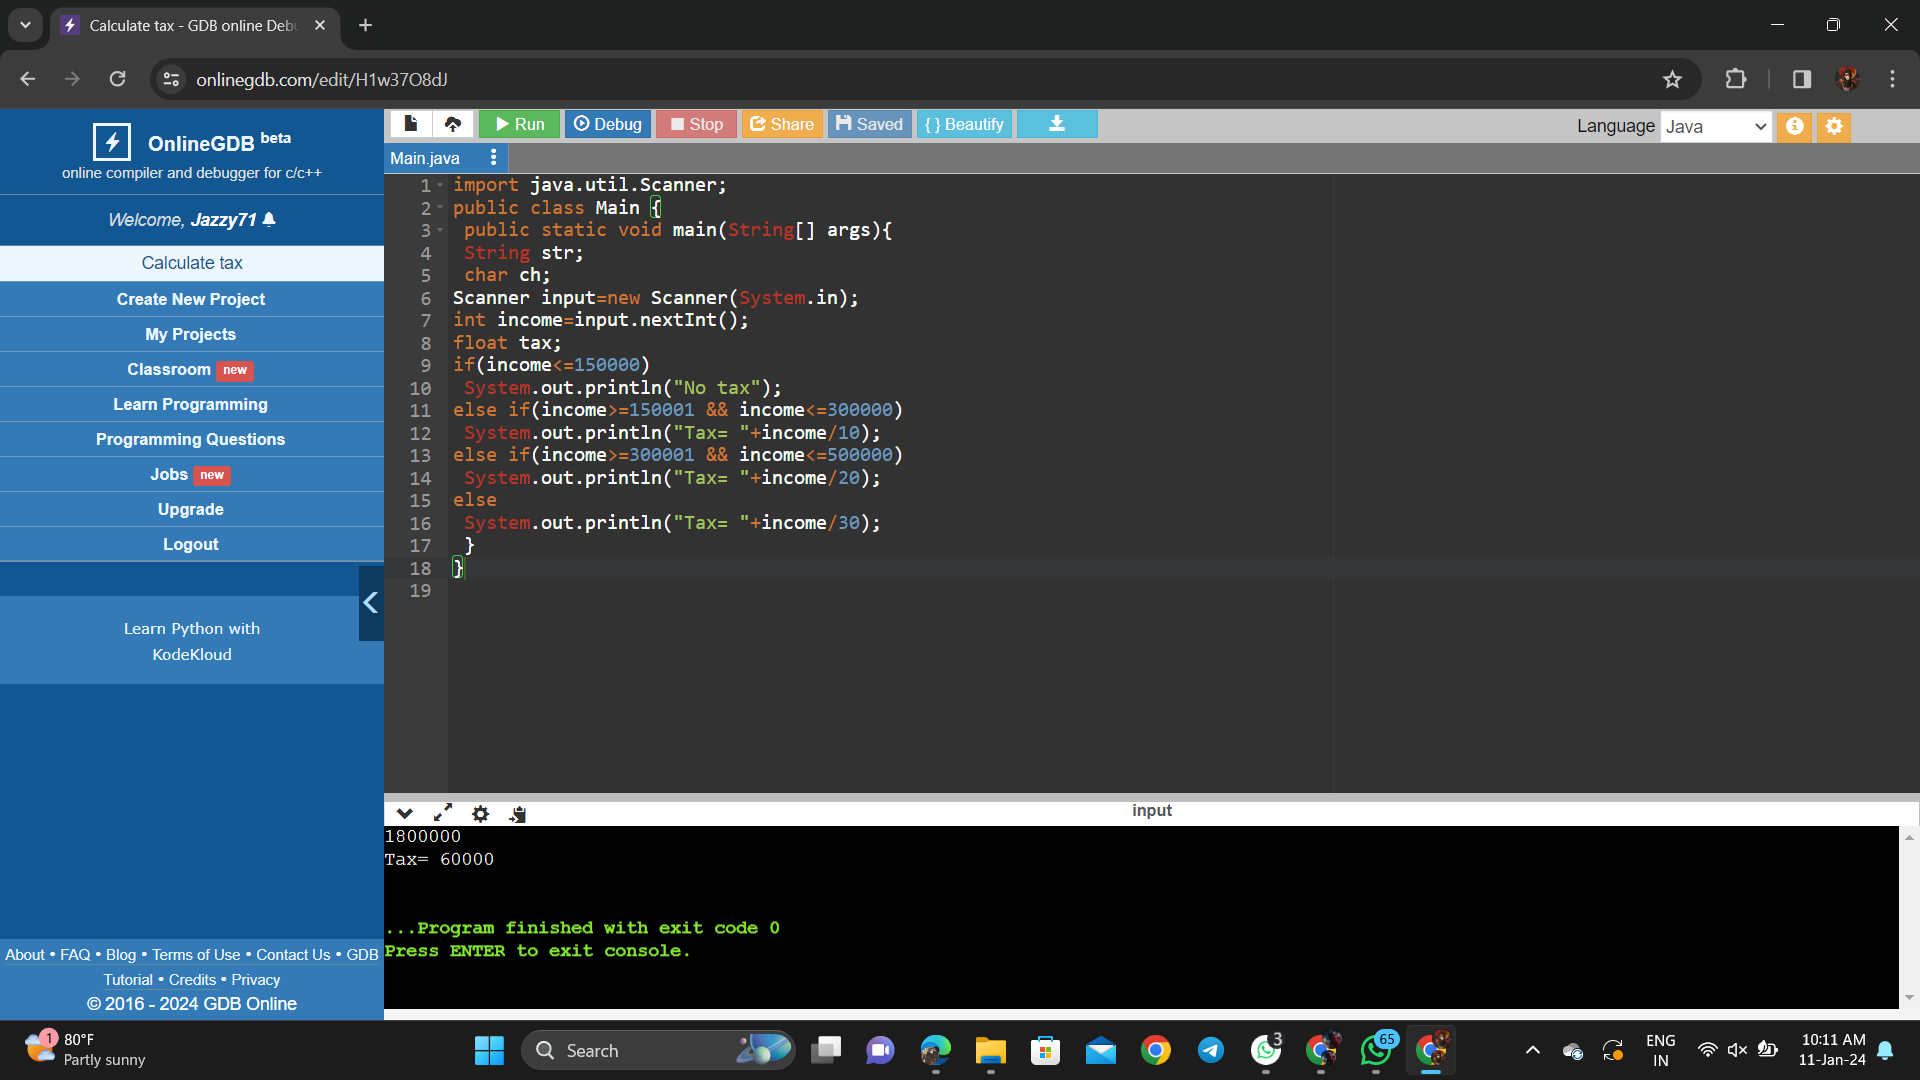 Calculate tax - GDB online Deb
onlinegdb.com/edit/H1w37O8dJ
OnlineGDB beta
online compiler and debugger for c/c++
Welcome, Jazzy71
Calculate tax
Create New Project
My Projects
Classroom new
Learn Programming
Programming Questions
Jobs new
Upgrade
Logout
Learn Python with
KodeKloud
About • FAQ • Blog • Terms of Use • Contact Us • GDB
Tutorial • Credits • Privacy
© 2016 - 2024 GDB Online
Run Debug Stop Share Saved {} Beautify
Language Java
Main.java
1 import java.util.Scanner;
2 public class Main {
3 public static void main(String[] args){
4 String str;
5 char ch;
6 Scanner input=new Scanner(System.in);
7 int income=input.nextInt();
8 float tax;
9 if(income<=150000)
10 System.out.println("No tax");
11 else if(income>=150001 && income<=300000)
12 System.out.println("Tax= "+income/10);
13 else if(income>=300001 && income<=500000)
14 System.out.println("Tax= "+income/20);
15 else
16 System.out.println("Tax= "+income/30);
17 }
18 }
19
input
1800000
Tax= 60000
...Program finished with exit code 0
Press ENTER to exit console.
1
80°F
Partly sunny
Search
3
65
ENG
IN
10:11 AM
11-Jan-24